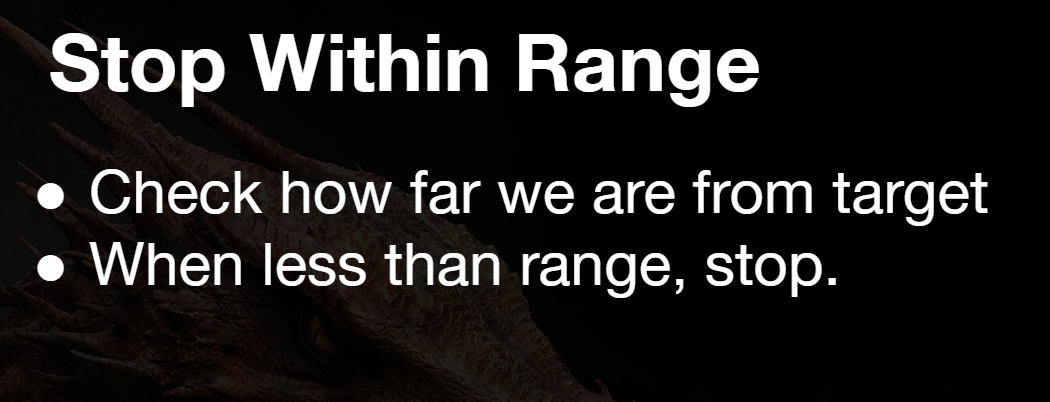 Stop Within Range
● Check how far we are from target
● When less than range, stop.